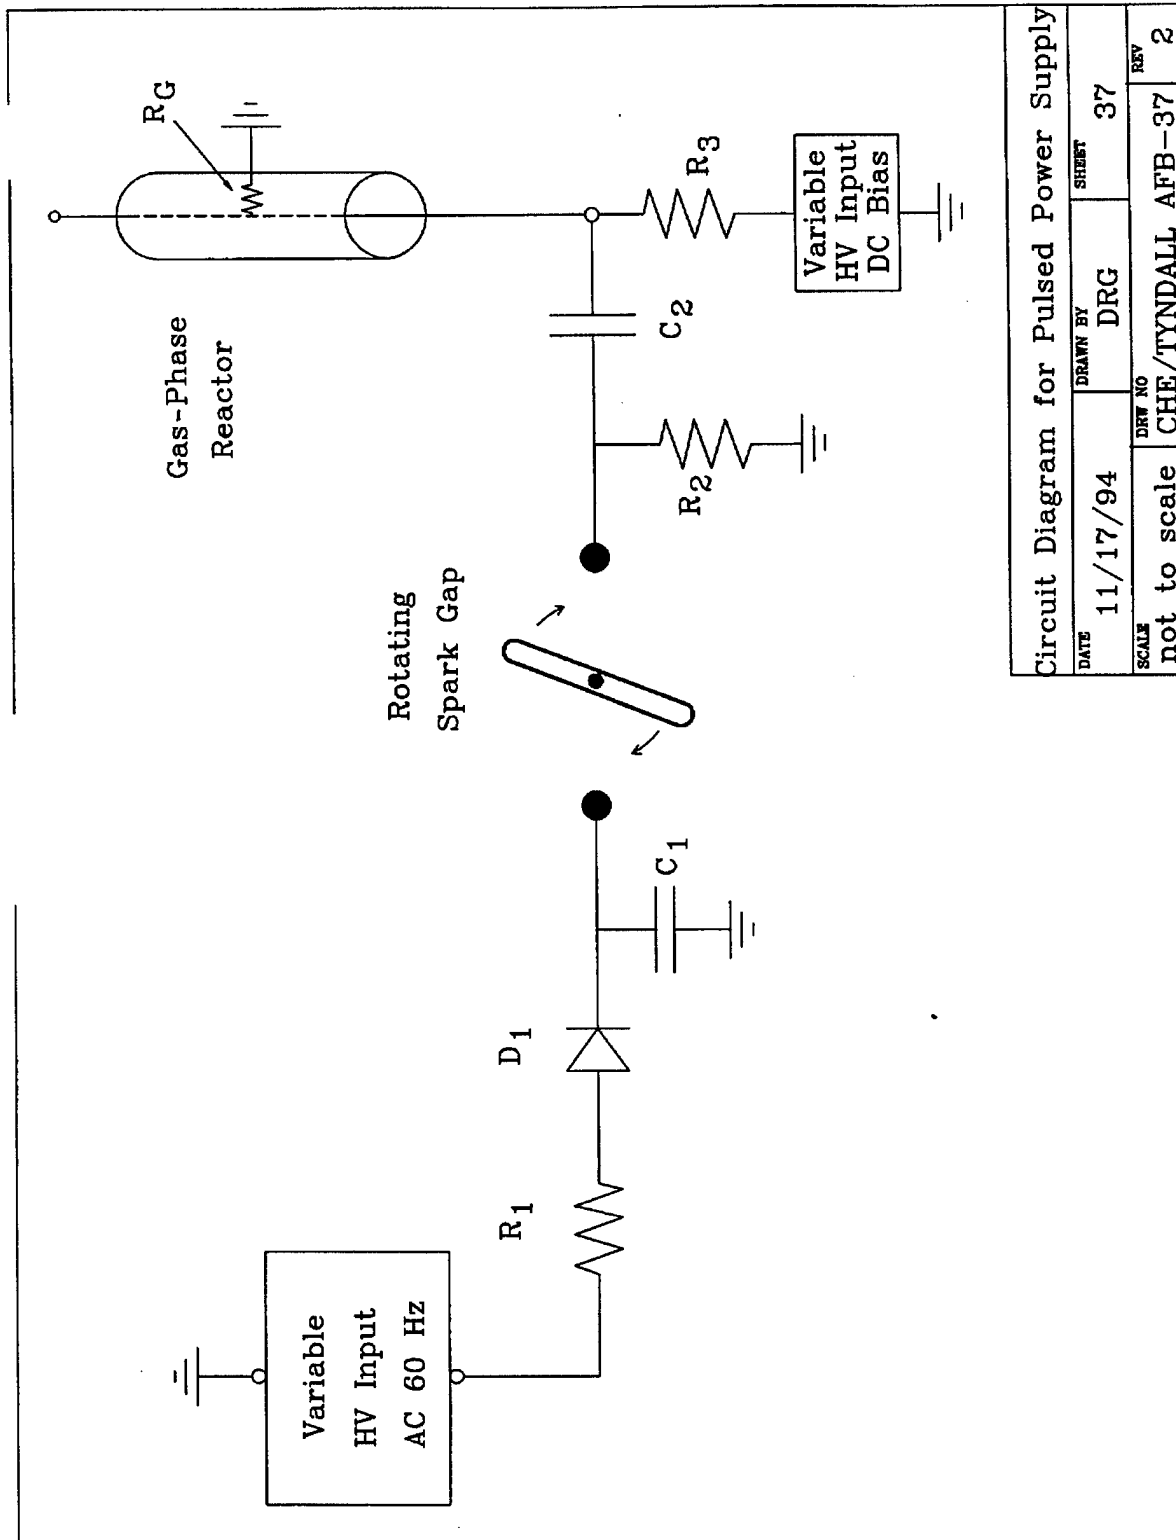 Variable
HV Input
AC 60 Hz
R1
D1
C1
Rotating
Spark Gap
R2
C2
Gas-Phase
Reactor
RG
R3
Variable
HV Input
DC Bias
Circuit Diagram for Pulsed Power Supply
DATE
11/17/94
DRAWN BY
DRG
SHEET
37
SCALE
not to scale
DRW NO
CHE/TYNDALL AFB-37
REV
2